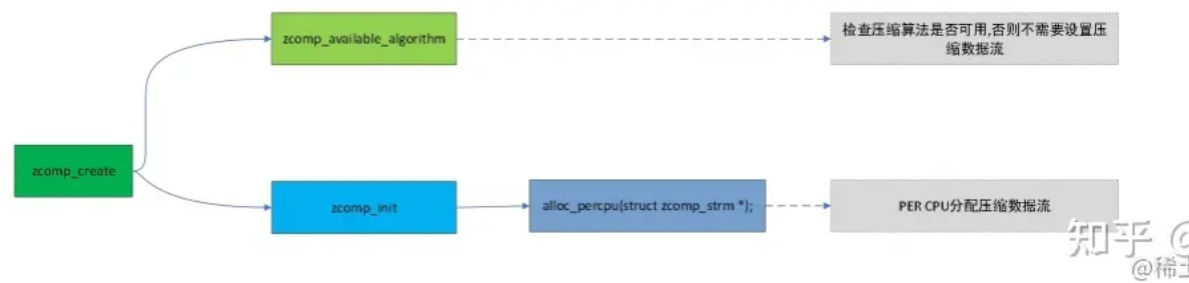 zcomp_available_algorithm
检查压缩算法是否可用,否则不需要设置压
缩数据流
zcomp_create
zcomp_init
alloc_percpu(struct zcomp_strm *);
PER CPU分配压缩数据流
知乎 @
@稀土